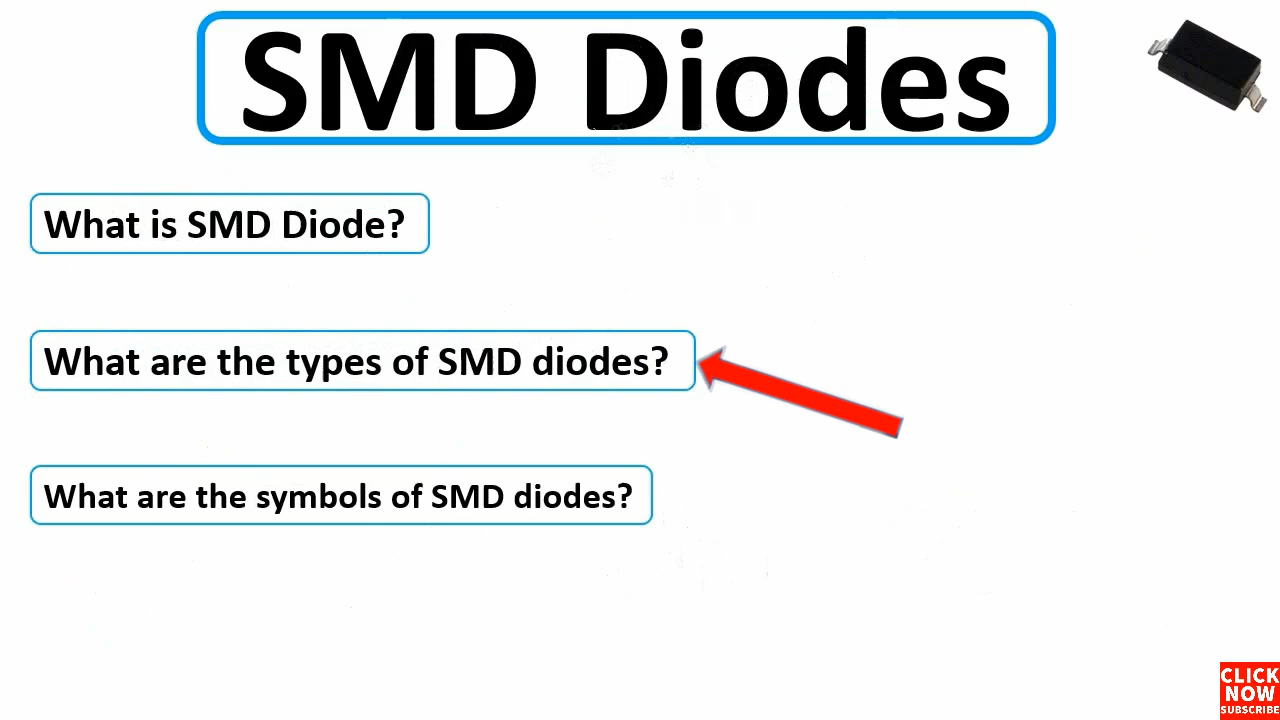 SMD Diodes
What is SMD Diode?
What are the types of SMD diodes?
What are the symbols of SMD diodes?
CLICK
NOW
SUBSCRIBE